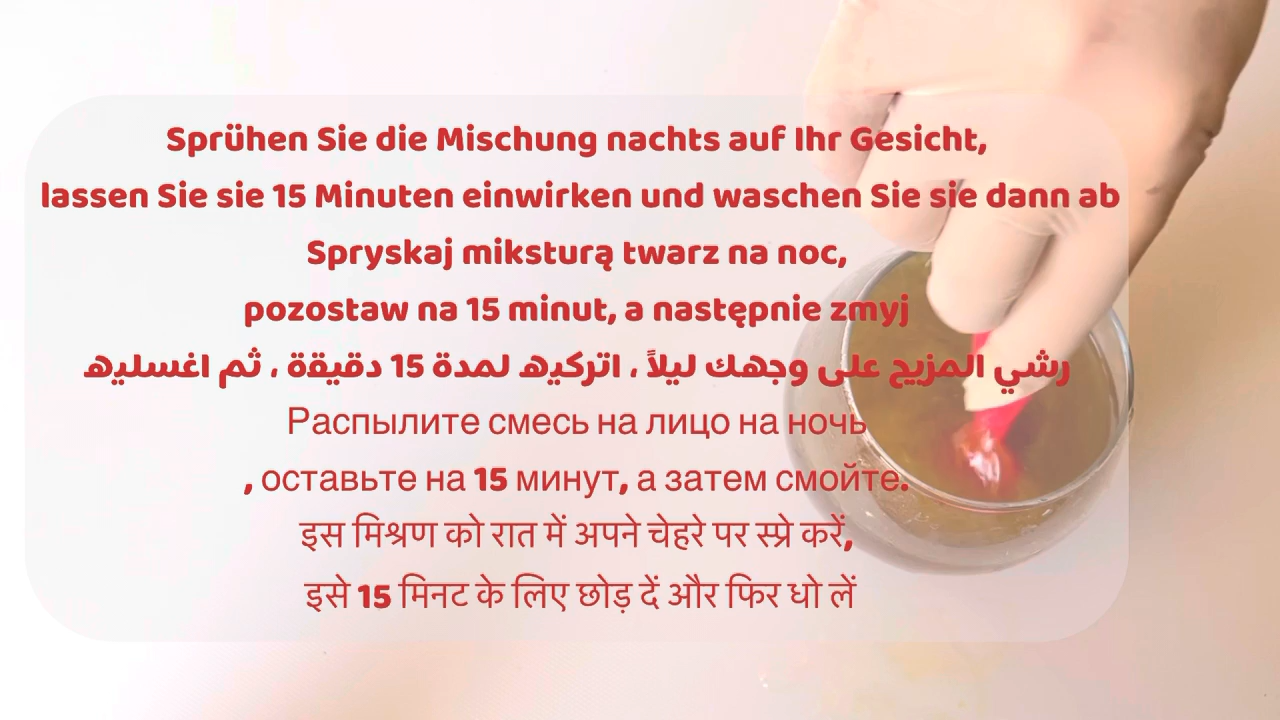 Sprühen Sie die Mischung nachts auf Ihr Gesicht,
lassen Sie sie 15 Minuten einwirken und waschen Sie sie dann ab
Spryskaj miksturą twarz na noc,
pozostaw na 15 minut, a następnie zmyj
رشي المزيج على وجهك ليلاً ، اتركيه لمدة 15 دقيقة ، ثم اغسليه
Распылите смесь на лицо на ночь
, оставьте на 15 минут, а затем смойте.
इस मिश्रण को रात में अपने चेहरे पर स्प्रे करें,
इसे 15 मिनट के लिए छोड़ दें और फिर धो लें